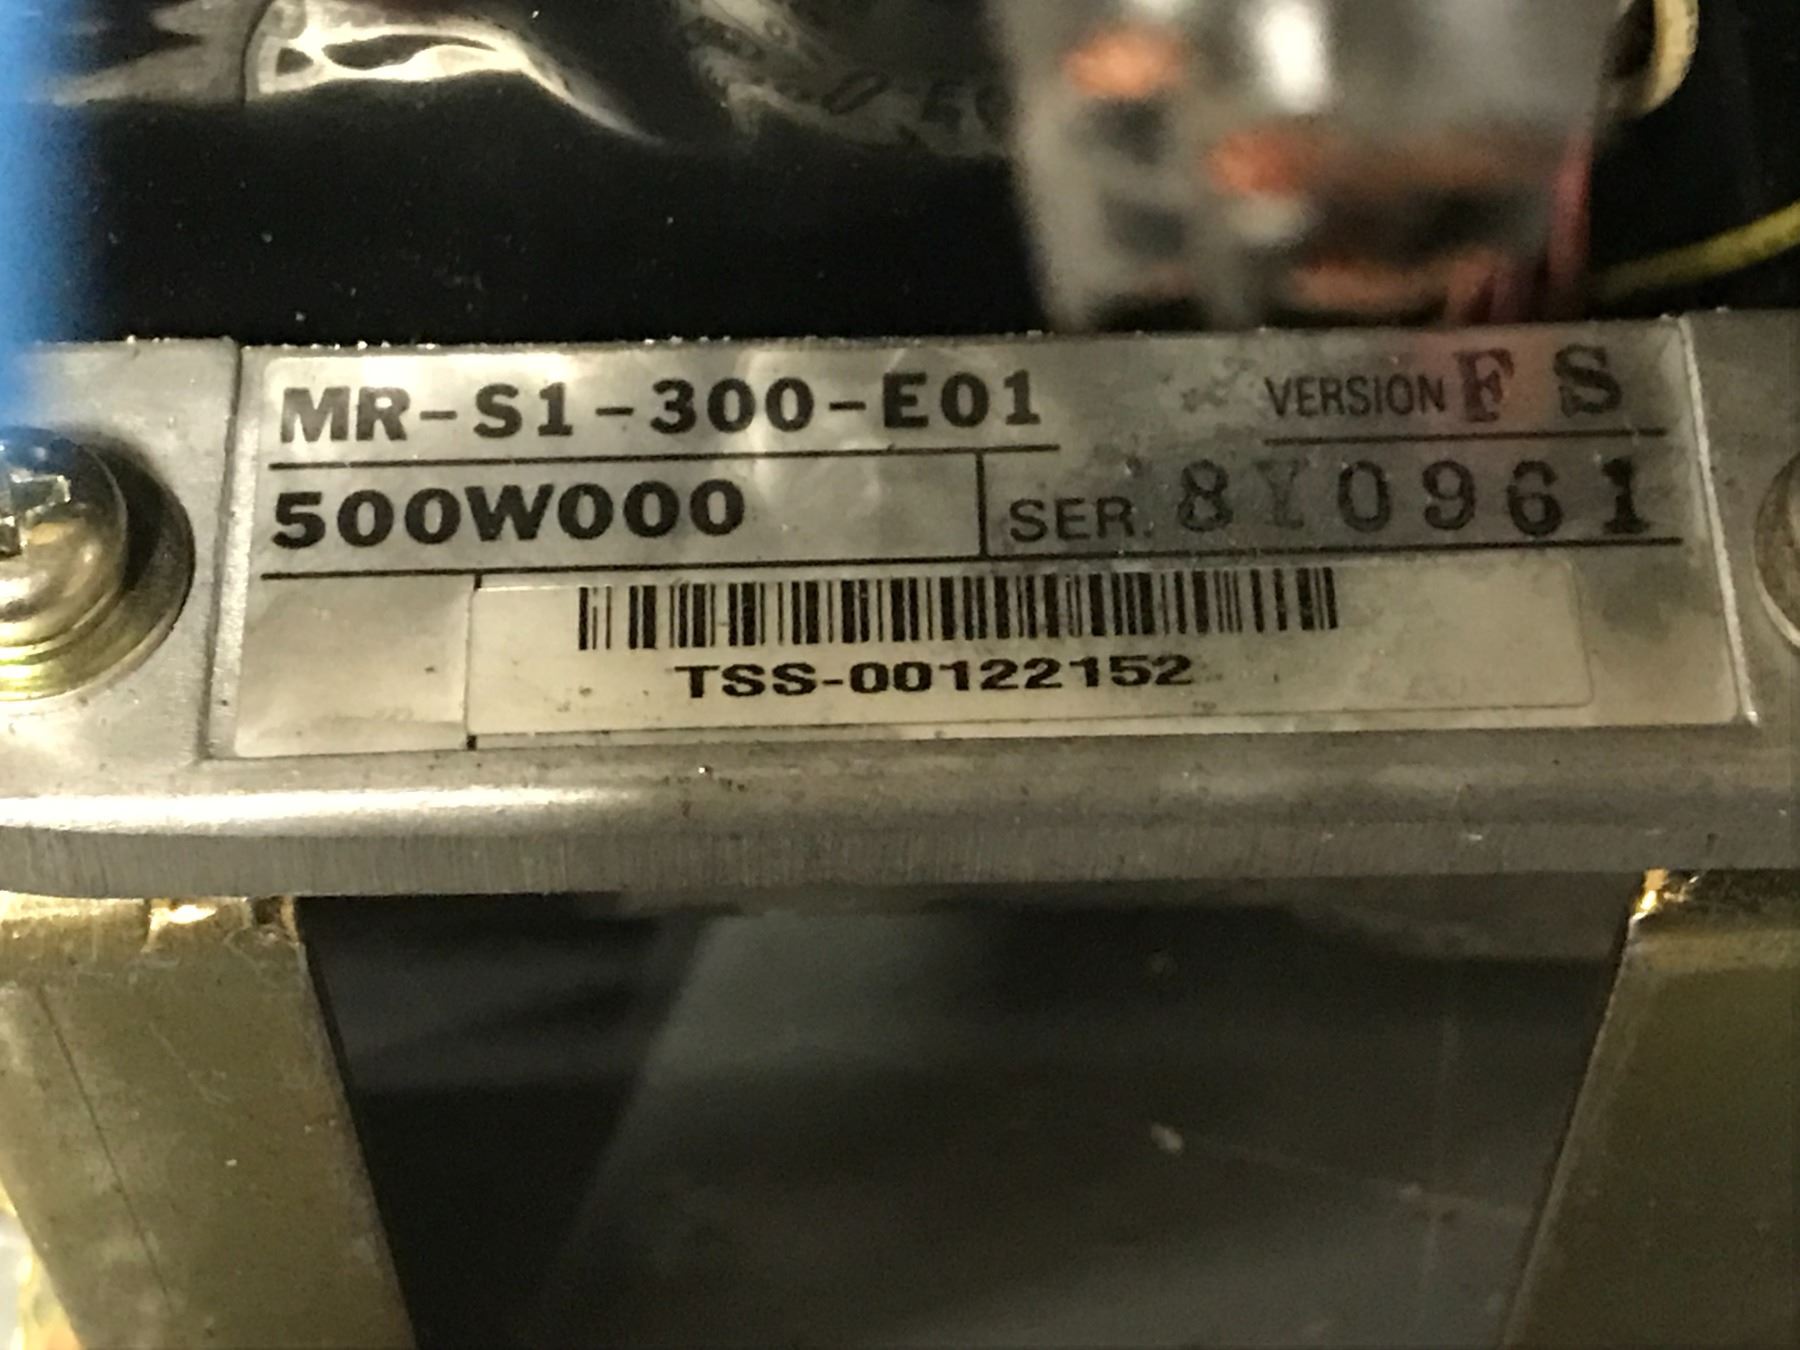 MR-S1-300-E01 VERSION F S
500W000 SER. 8Y0961
TSS-00122152